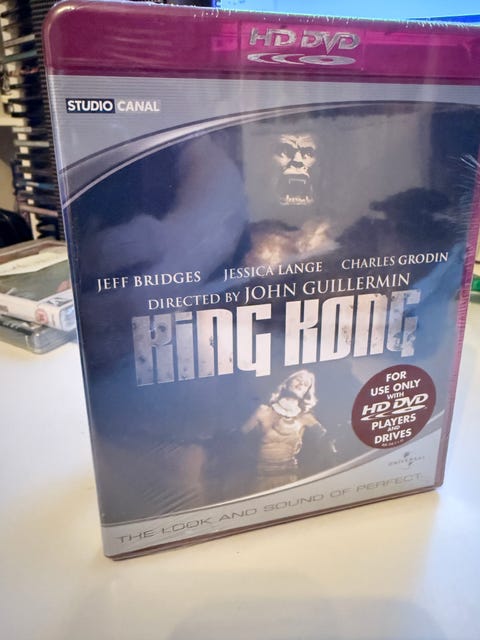 HD DVD
STUDIO CANAL
JEFF BRIDGES JESSICA LANGE CHARLES GRODIN
DIRECTED BY JOHN GUILLERMIN
KING KONG
FOR
USE ONLY
WITH
HD DVD
PLAYERS
AND
DRIVES
UNIVERSAL
THE LOOK AND SOUND OF PERFECT